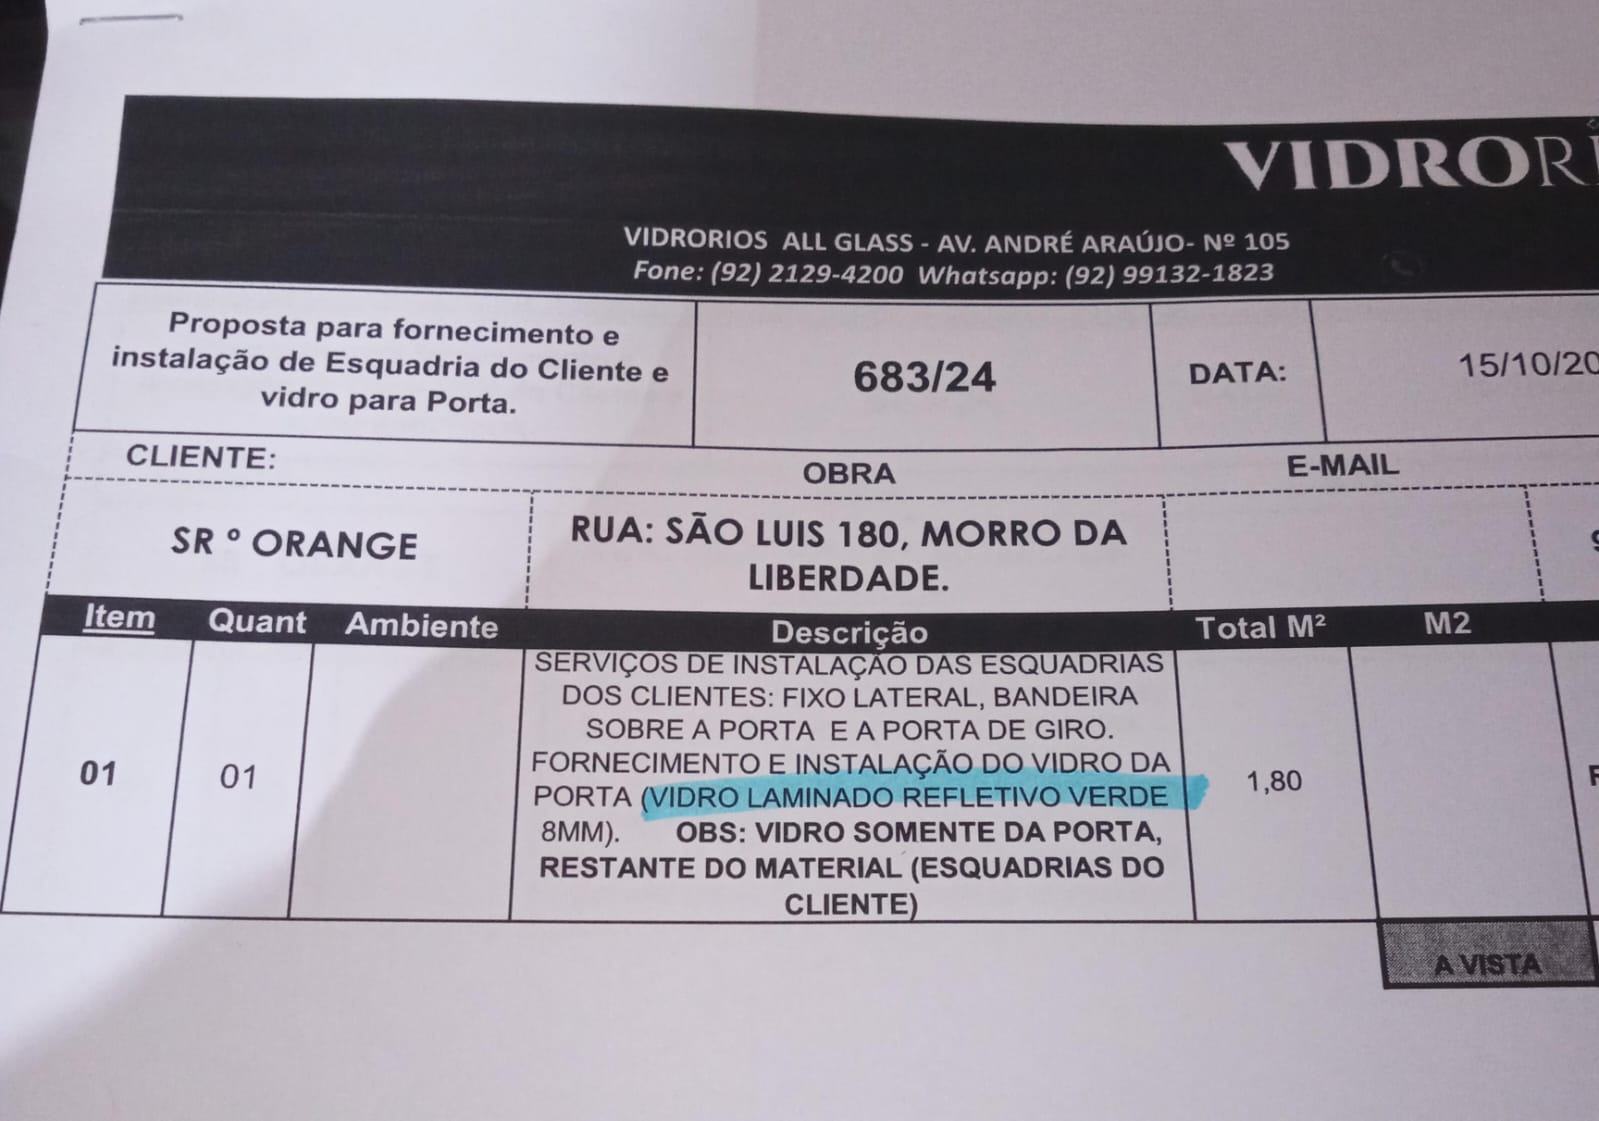 VIDRORI
VIDRORIOS ALL GLASS - AV. ANDRÉ ARAÚJO- Nº 105
Fone: (92) 2129-4200 Whatsapp: (92) 99132-1823
Proposta para fornecimento e
instalação de Esquadria do Cliente e
vidro para Porta.
683/24
DATA:
15/10/20
CLIENTE:
OBRA
E-MAIL
SR º ORANGE
RUA: SÃO LUIS 180, MORRO DA
LIBERDADE.
Item Quant Ambiente Descrição Total M² M2
01
01
SERVIÇOS DE INSTALAÇÃO DAS ESQUADRIAS
DOS CLIENTES: FIXO LATERAL, BANDEIRA
SOBRE A PORTA E A PORTA DE GIRO.
FORNECIMENTO E INSTALAÇÃO DO VIDRO DA
PORTA (VIDRO LAMINADO REFLETIVO VERDE
8MM). OBS: VIDRO SOMENTE DA PORTA,
RESTANTE DO MATERIAL (ESQUADRIAS DO
CLIENTE)
1,80
A VISTA